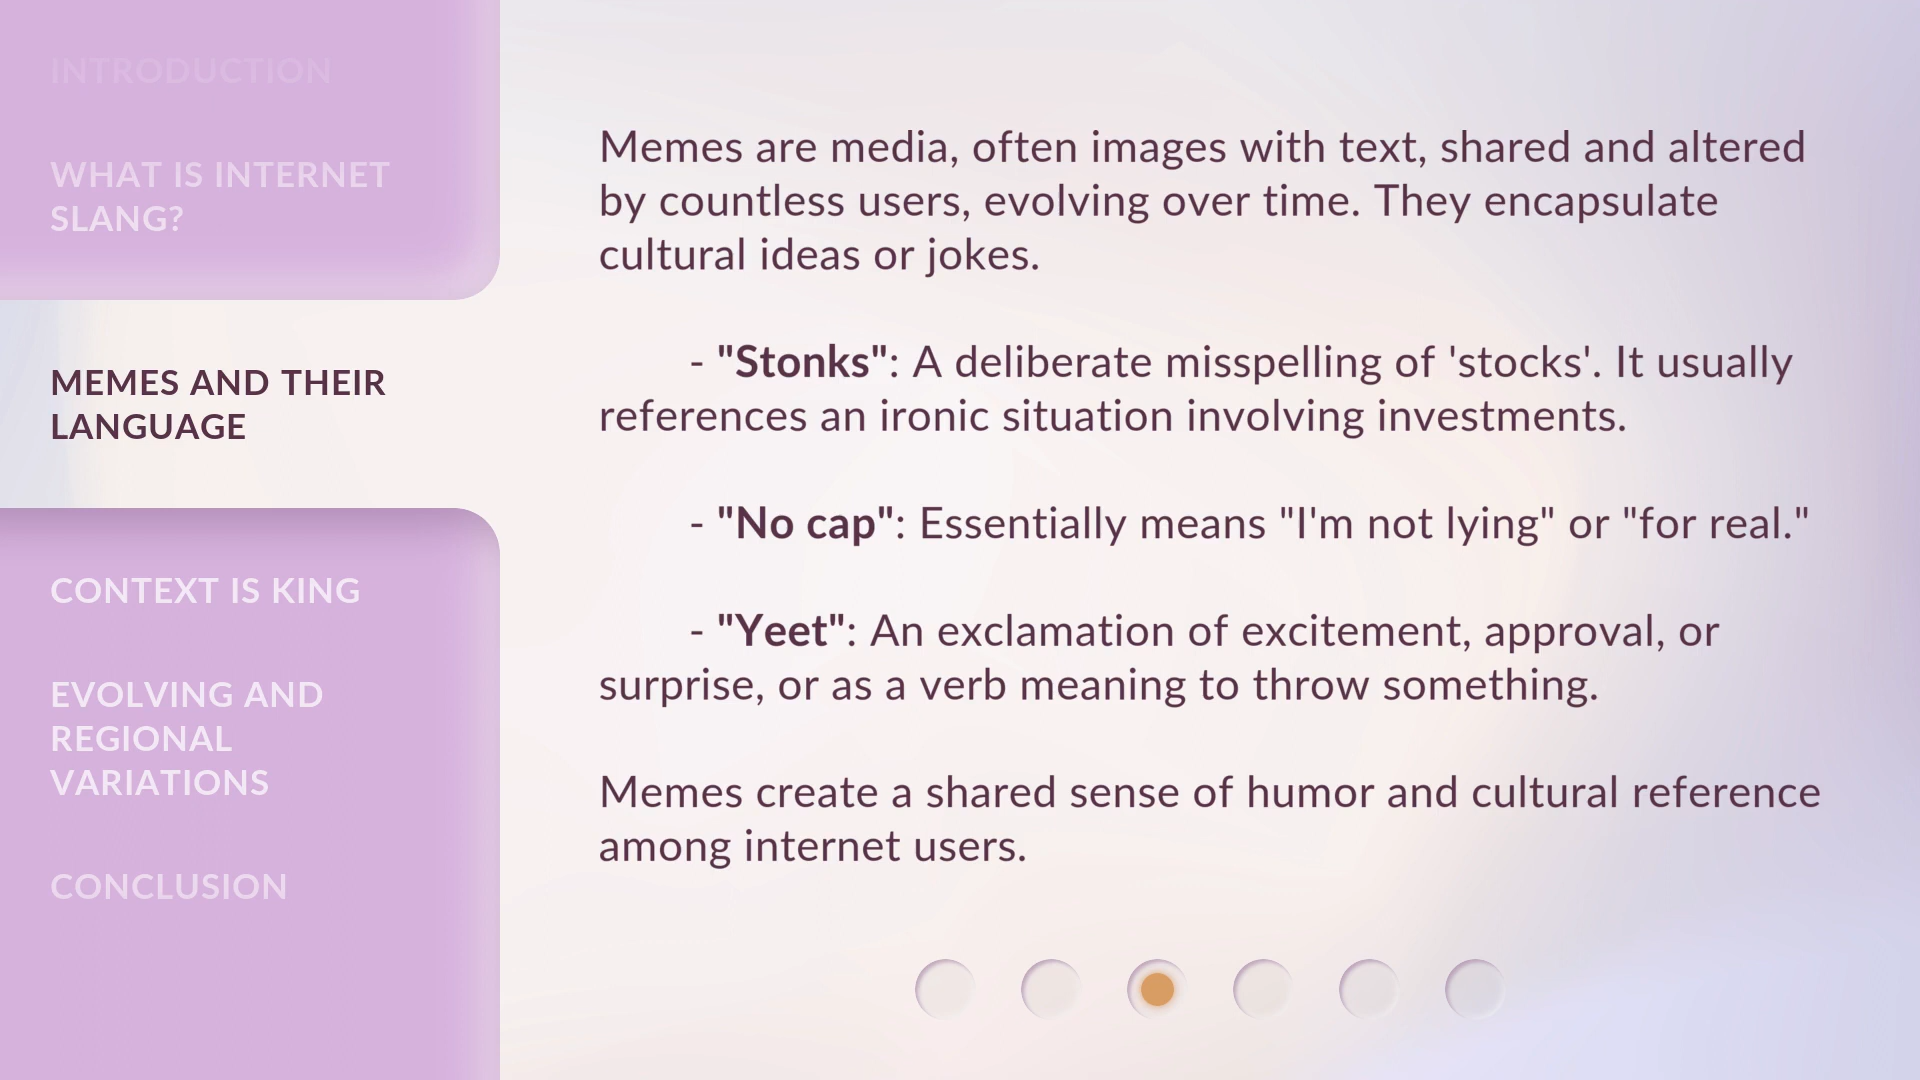 INTRODUCTION
WHAT IS INTERNET
SLANG?
MEMES AND THEIR
LANGUAGE
CONTEXT IS KING
EVOLVING AND
REGIONAL
VARIATIONS
CONCLUSION
Memes are media, often images with text, shared and altered
by countless users, evolving over time. They encapsulate
cultural ideas or jokes.
- "Stonks": A deliberate misspelling of 'stocks'. It usually
references an ironic situation involving investments.
- "No cap": Essentially means "I'm not lying" or "for real."
- "Yeet": An exclamation of excitement, approval, or
surprise, or as a verb meaning to throw something.
Memes create a shared sense of humor and cultural reference
among internet users.